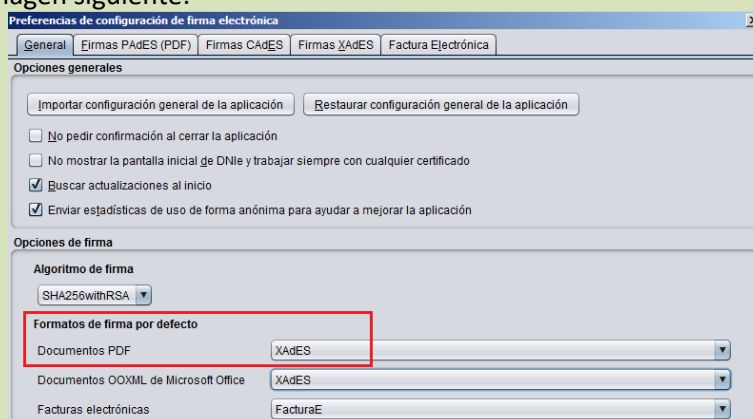 agen siguiente:
Preferencias de configuración de firma electrónica
General Firmas PAdES (PDF) Firmas CAdES Firmas XAdES Factura Electrónica
Opciones generales
Importar configuración general de la aplicación Restaurar configuración general de la aplicación
No pedir confirmación al cerrar la aplicación
No mostrar la pantalla inicial de DNIe y trabajar siempre con cualquier certificado
Buscar actualizaciones al inicio
Enviar estadísticas de uso de forma anónima para ayudar a mejorar la aplicación
Opciones de firma
Algoritmo de firma
SHA256withRSA
Formatos de firma por defecto
Documentos PDF XAdES
Documentos OOXML de Microsoft Office XAdES
Facturas electrónicas FacturaE